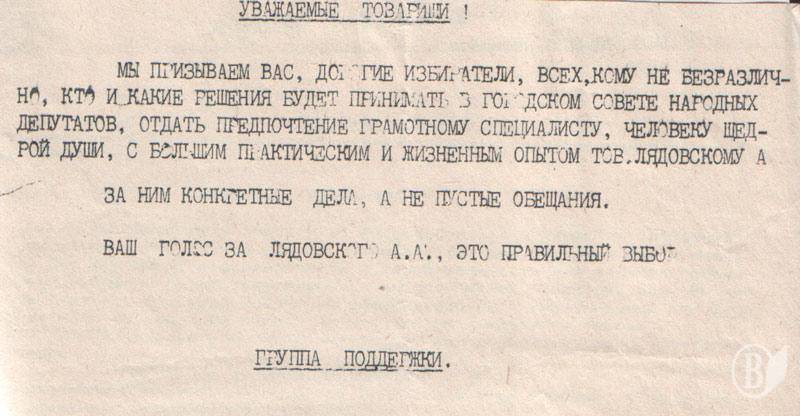 УВАЖАЕМЫЕ ТОВАРИЩИ !
МЫ ПРИЗЫВАЕМ ВАС, ДОРОГИЕ ИЗБИРАТЕЛИ, ВСЕХ,КОМУ НЕ БЕЗРАЗЛИЧ-
НО, КТО И КАКИЕ РЕШЕНИЯ БУДЕТ ПРИНИМАТЬ В ГОРОДСКОМ СОВЕТЕ НАРОДНЫХ
ДЕПУТАТОВ, ОТДАТЬ ПРЕДПОЧТЕНИЕ ГРАМОТНОМУ СПЕЦИАЛИСТУ, ЧЕЛОВЕКУ ЩЕД-
РОЙ ДУШИ, С БОЛЬШИМ ПРАКТИЧЕСКИМ И ЖИЗНЕННЫМ ОПЫТОМ ТОВ.ЛЯДОВСКОМУ А
ЗА НИМ КОНКРЕТНЫЕ ДЕЛА, А НЕ ПУСТЫЕ ОБЕЩАНИЯ.
ВАШ ГОЛОС ЗА ЛЯДОВСКОГО А.А., ЭТО ПРАВИЛЬНЫЙ ВЫБОР
ГРУППА ПОДДЕРЖКИ.
В